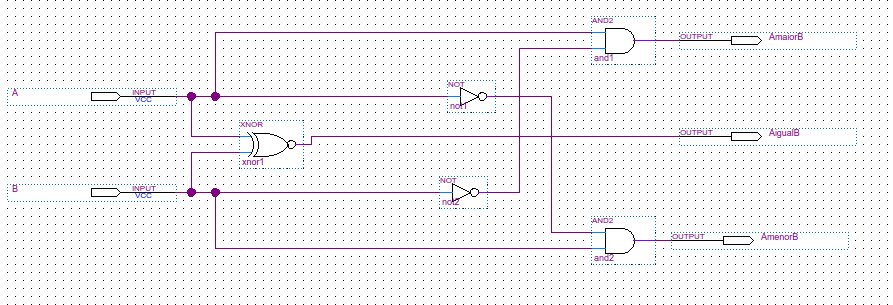 AND2
OUTPUT AmaiorB
and1
A INPUT
VCC
NOT
not1
XNOR
OUTPUT AigualB
xnor1
B INPUT
VCC
NOT
not2
AND2
OUTPUT AmenorB
and2